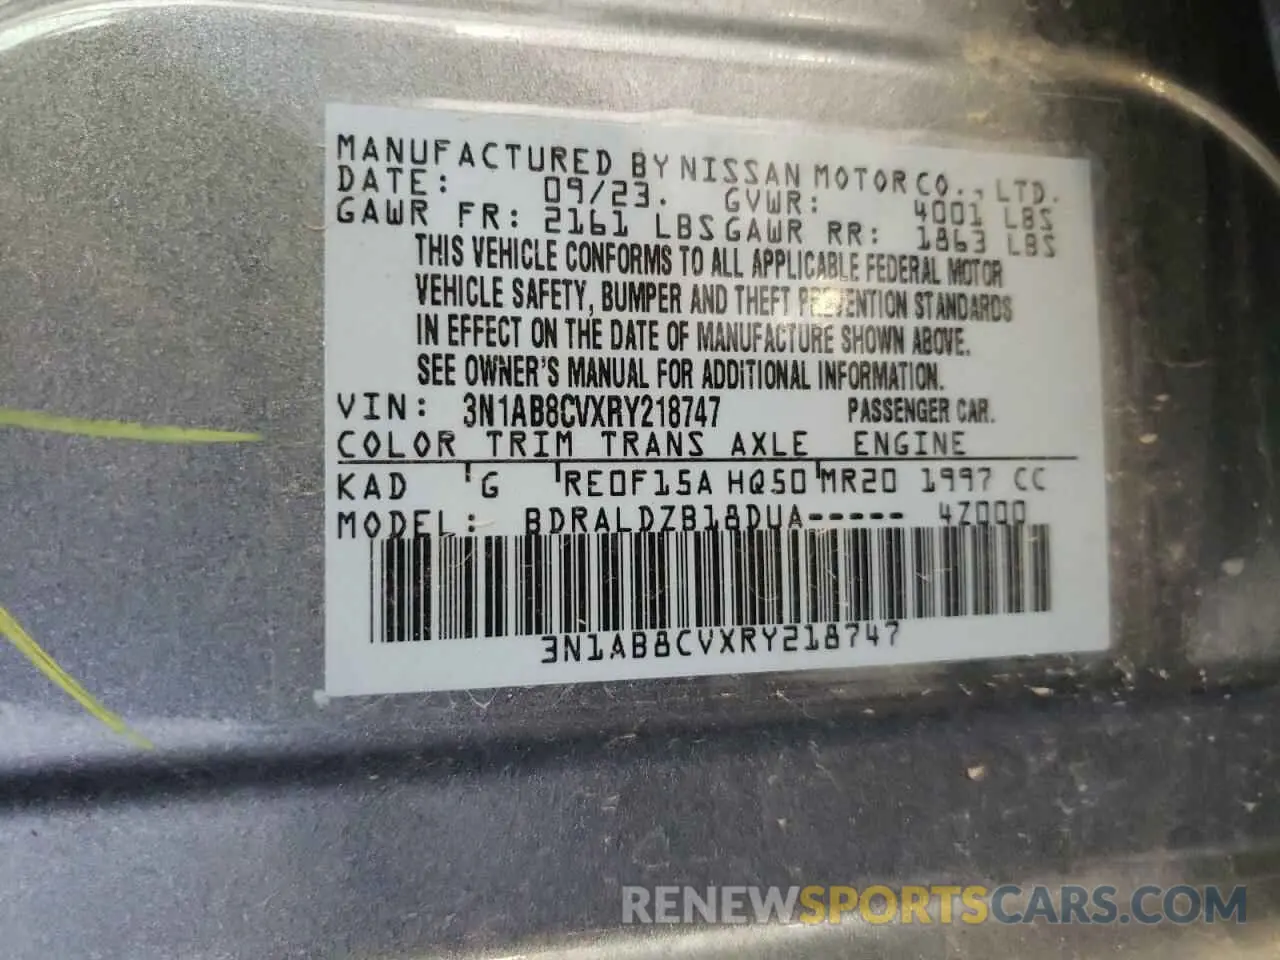 MANUFACTURED BY NISSAN MOTOR CO., LTD.
DATE: 09/23. GVWR: 4001 LBS
GAWR FR: 2161 LBS GAWR RR: 1863 LBS
THIS VEHICLE CONFORMS TO ALL APPLICABLE FEDERAL MOTOR
VEHICLE SAFETY, BUMPER AND THEFT PREVENTION STANDARDS
IN EFFECT ON THE DATE OF MANUFACTURE SHOWN ABOVE.
SEE OWNER'S MANUAL FOR ADDITIONAL INFORMATION.
VIN: 3N1AB8CVXRY218747 PASSENGER CAR.
COLOR TRIM TRANS AXLE ENGINE
KAD G RE0F15A HQ50 MR20 1997 CC
MODEL: BDRALDZB18DUA----- 4Z000
3N1AB8CVXRY218747
RENEWSPORTSCARS.COM